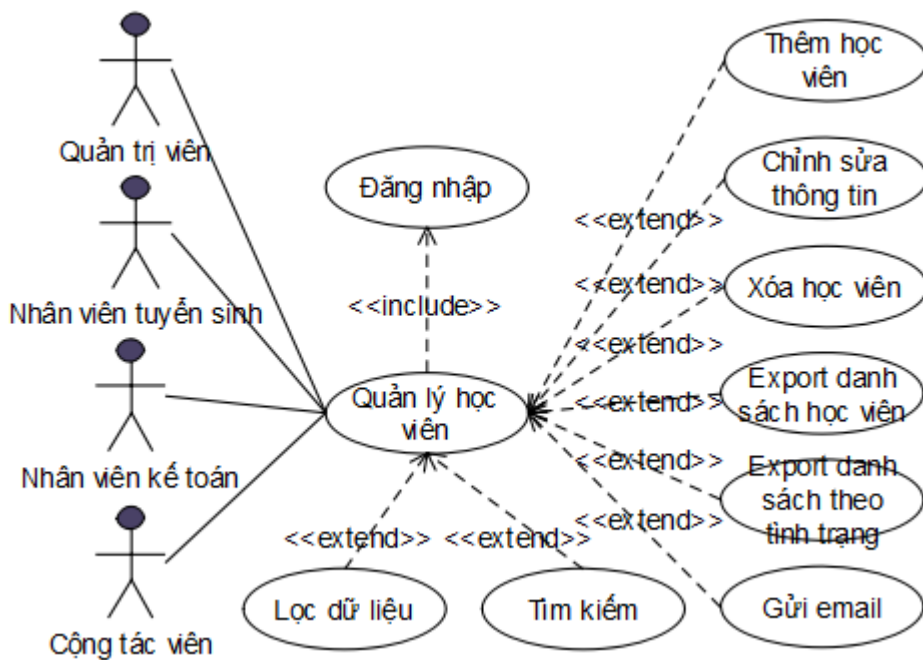 Quản trị viên
Nhân viên tuyển sinh
Nhân viên kế toán
Cộng tác viên
Đăng nhập
<<include>>
Quản lý học
viên
<<extend>>
<<extend>>
Lọc dữ liệu
Tìm kiếm
Thêm học
viên
Chỉnh sửa
thông tin
<<extend>>
<<extend>>
Xóa học viên
<<extend>>
Export danh
sách học viên
<<extend>>
<<extend>>
Export danh
sách theo
tình trạng
<<extend>>
Gửi email